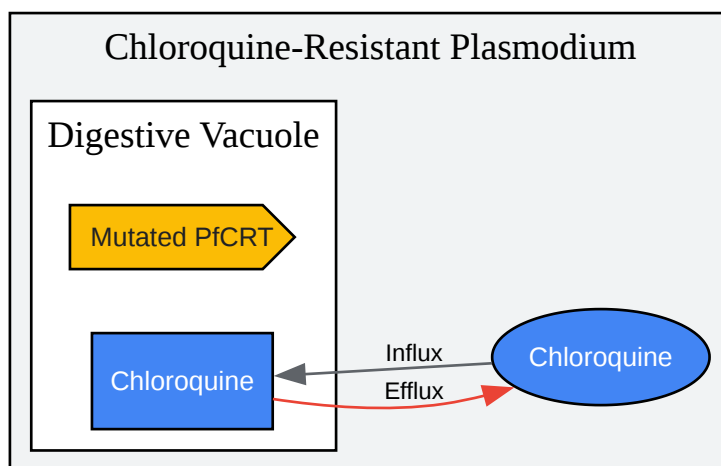 Chloroquine-Resistant Plasmodium
Digestive Vacuole
Mutated PfCRT
Chloroquine
Influx
Efflux
Chloroquine